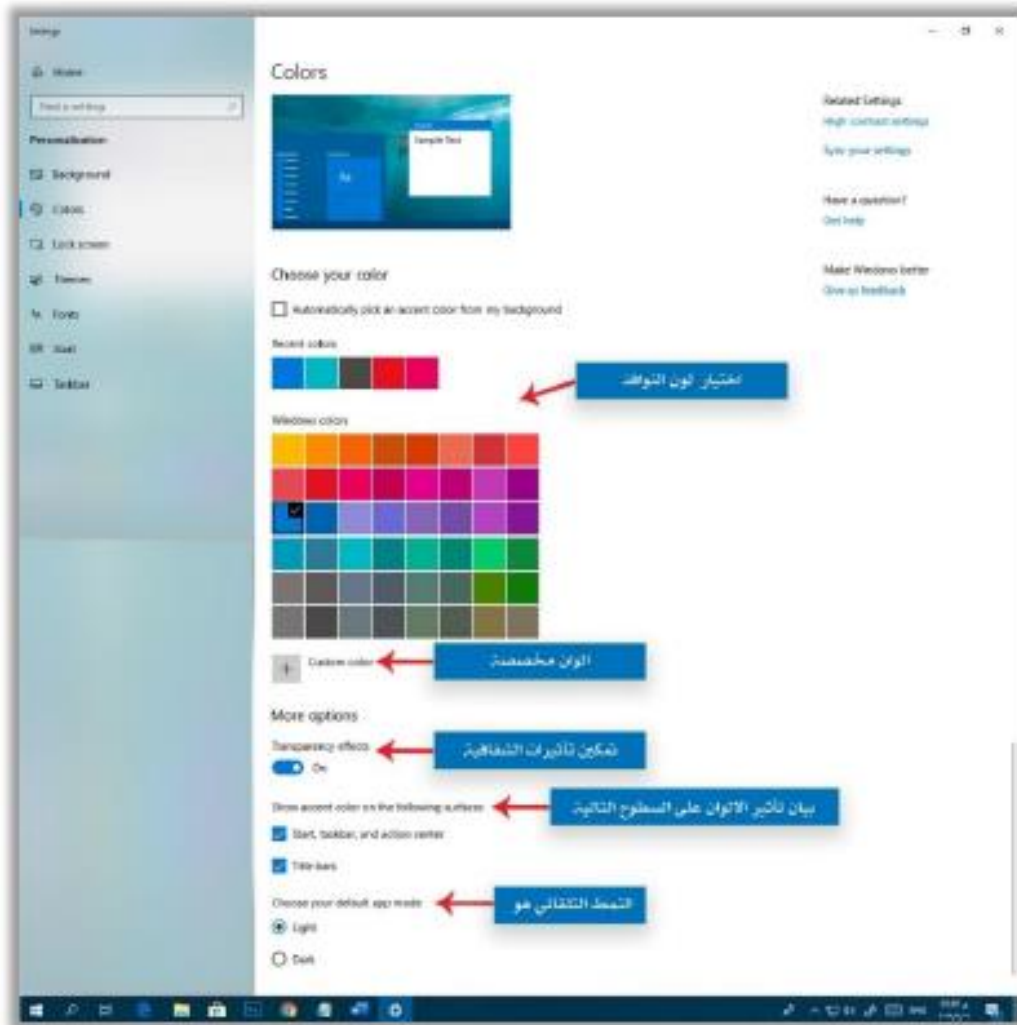 Settings
Home
Find a setting
Personalisation
Background
Colors
Lock screen
Themes
Fonts
Start
Taskbar
Colors
Sample Text
Aa
Choose your color
Automatically pick an accent color from my background
Recent colors
اختيار لون النوافذ
Windows colors
Custom color
الوان مخصصة
More options
Transparency effects
تمكين تأثيرات الشفافية
On
Show accent color on the following surfaces
بيان تأثير الالوان على السطوح التالية
Start, taskbar, and action center
Title bars
Choose your default app mode
النمط التلقائي هو
Light
Dark
Related Settings
High contrast settings
Sync your settings
Have a question?
Get help
Make Windows better
Give us feedback
ENG